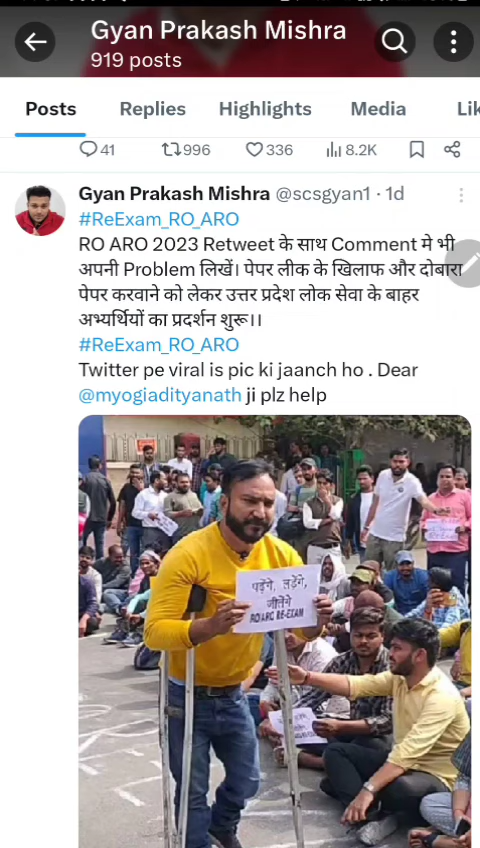 Gyan Prakash Mishra
919 posts
Posts Replies Highlights Media Lik
41 996 336 8.2K
Gyan Prakash Mishra @scsgyan1 · 1d
#ReExam_RO_ARO
RO ARO 2023 Retweet के साथ Comment मे भी
अपनी Problem लिखें। पेपर लीक के खिलाफ और दोबारा
पेपर करवाने को लेकर उत्तर प्रदेश लोक सेवा के बाहर
अभ्यर्थियों का प्रदर्शन शुरू।।
#ReExam_RO_ARO
Twitter pe viral is pic ki jaanch ho . Dear
@myogiadityanath ji plz help
पढ़ेंगे, लड़ेंगे,
जीतेंगे
RO/ARO RE-EXAM